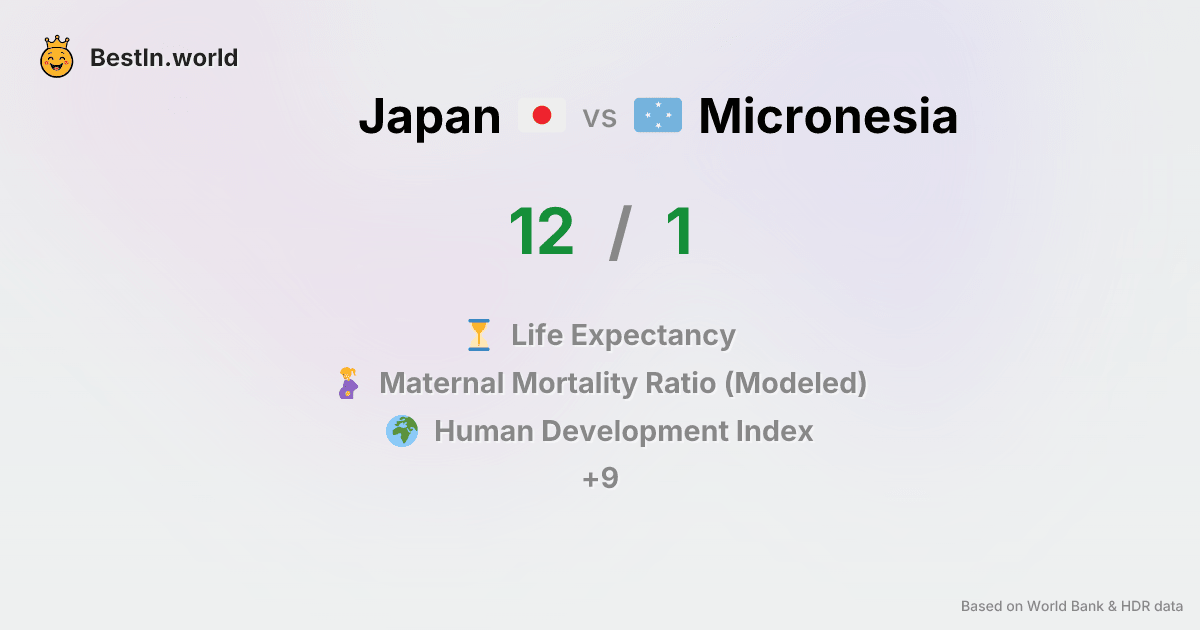 BestIn.world
Japan vs Micronesia
12 / 1
Life Expectancy
Maternal Mortality Ratio (Modeled)
Human Development Index
+9
Based on World Bank & HDR data